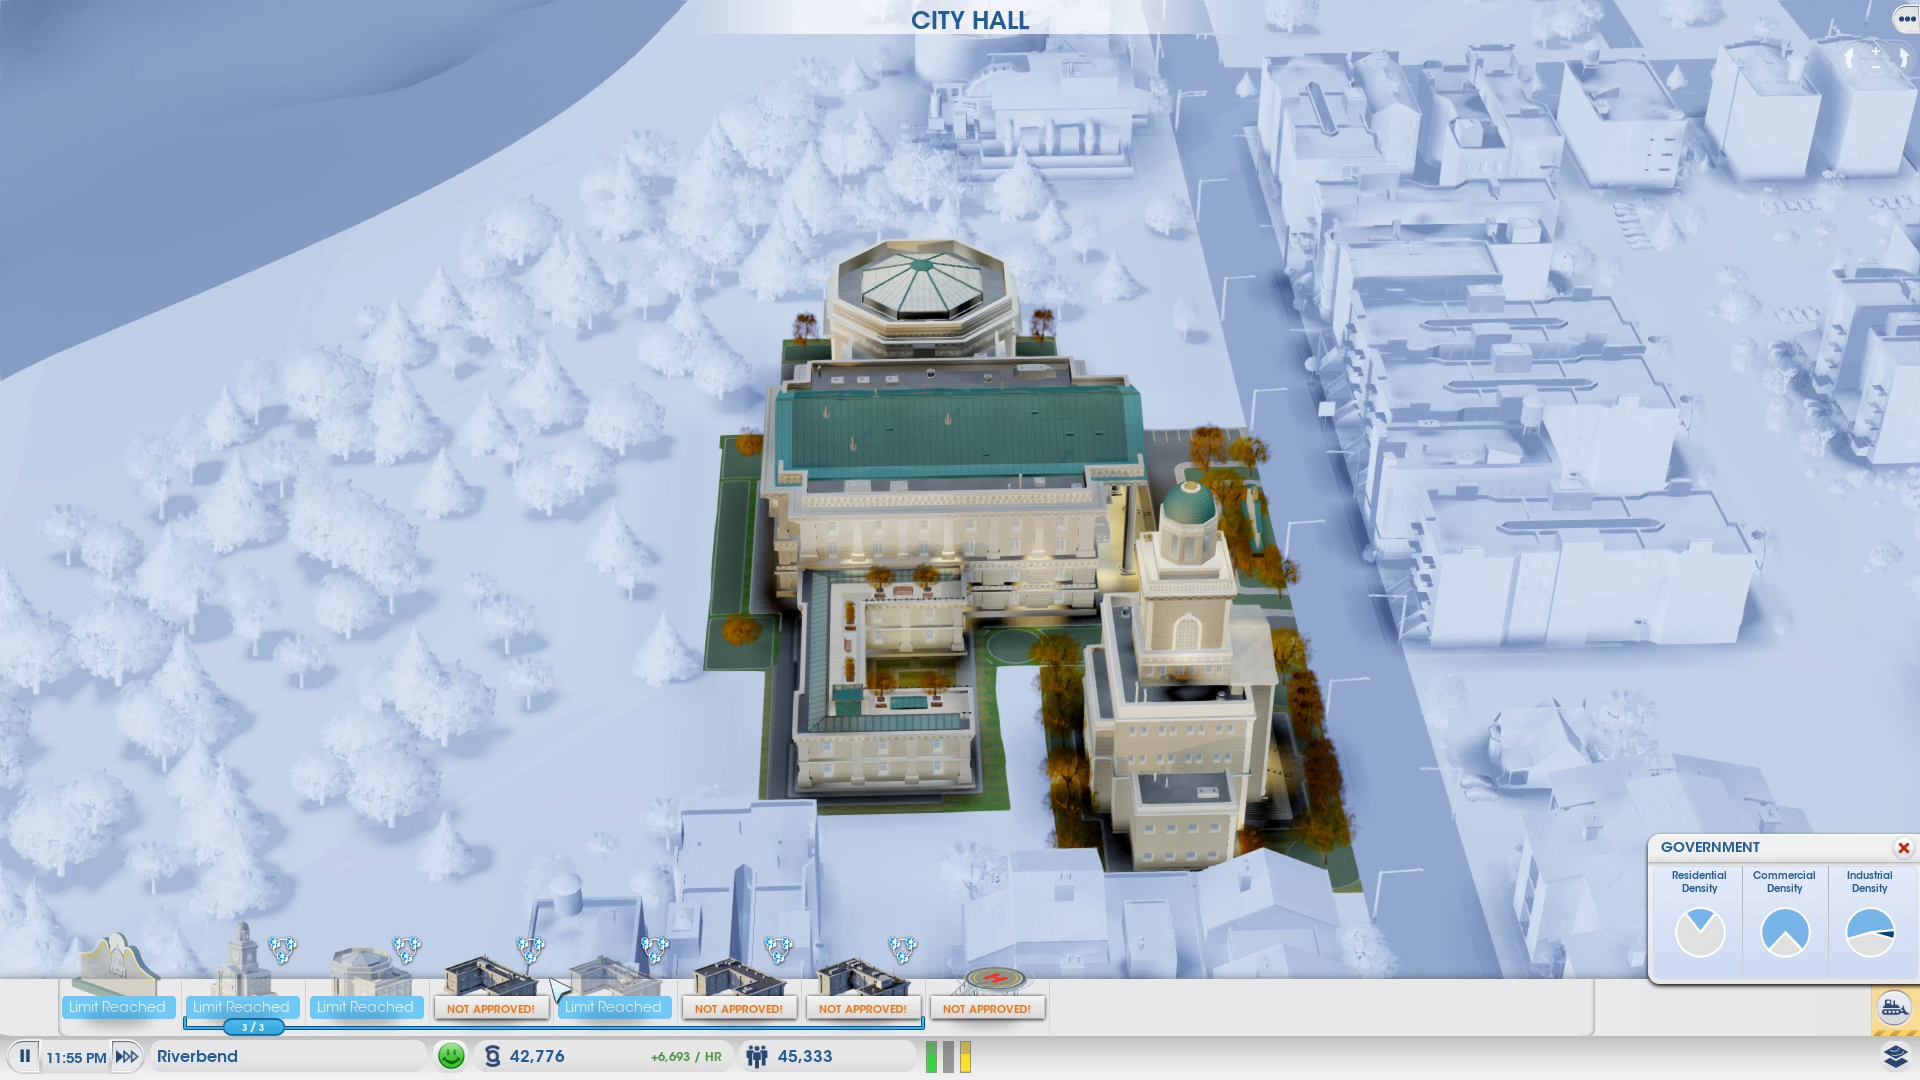 CITY HALL
GOVERNMENT
Residential
Density
Commercial
Density
Industrial
Density
Limit Reached
Limit Reached
Limit Reached
NOT APPROVED!
Limit Reached
NOT APPROVED!
NOT APPROVED!
NOT APPROVED!
3 / 3
11:55 PM
Riverbend
42,776
+6,693 / HR
45,333